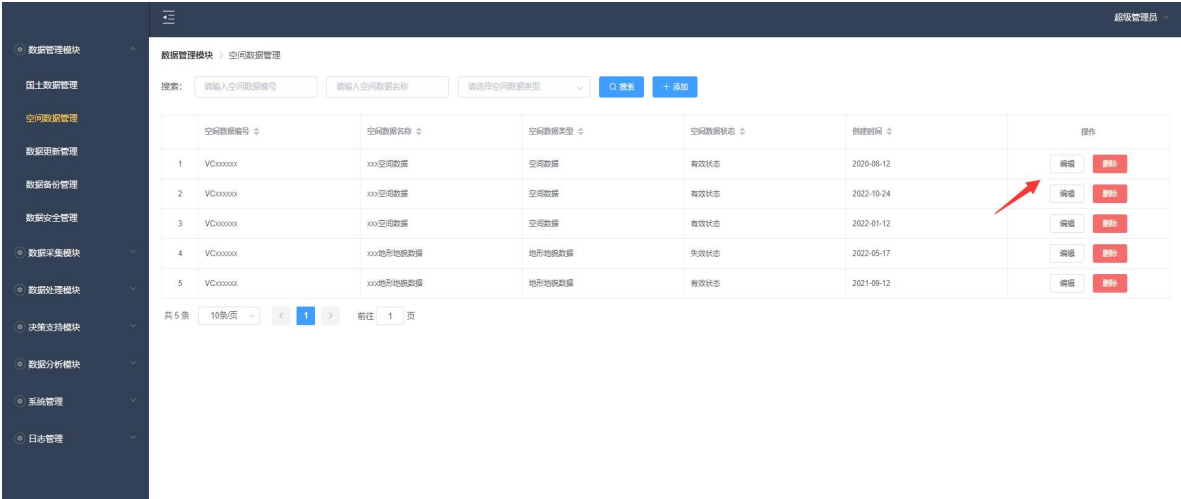 超级管理员
数据管理模块
国土数据管理
空间数据管理
数据更新管理
数据备份管理
数据安全管理
数据采集模块
数据处理模块
决策支持模块
数据分析模块
系统管理
日志管理
数据管理模块 > 空间数据管理
搜索: 请输入空间数据编号 请输入空间数据名称 请选择空间数据类型 搜索 + 添加
空间数据编号 空间数据名称 空间数据类型 空间数据状态 创建时间 操作
1 VCxxxxxx xxx空间数据 空间数据 有效状态 2020-08-12 编辑 删除
2 VCxxxxxx xxx空间数据 空间数据 有效状态 2022-10-24 编辑 删除
3 VCxxxxxx xxx空间数据 空间数据 有效状态 2022-01-12 编辑 删除
4 VCxxxxxx xxx地形地貌数据 地形地貌数据 失效状态 2022-05-17 编辑 删除
5 VCxxxxxx xxx地形地貌数据 地形地貌数据 有效状态 2021-09-12 编辑 删除
共 5 条 10条/页 < 1 > 前往 1 页